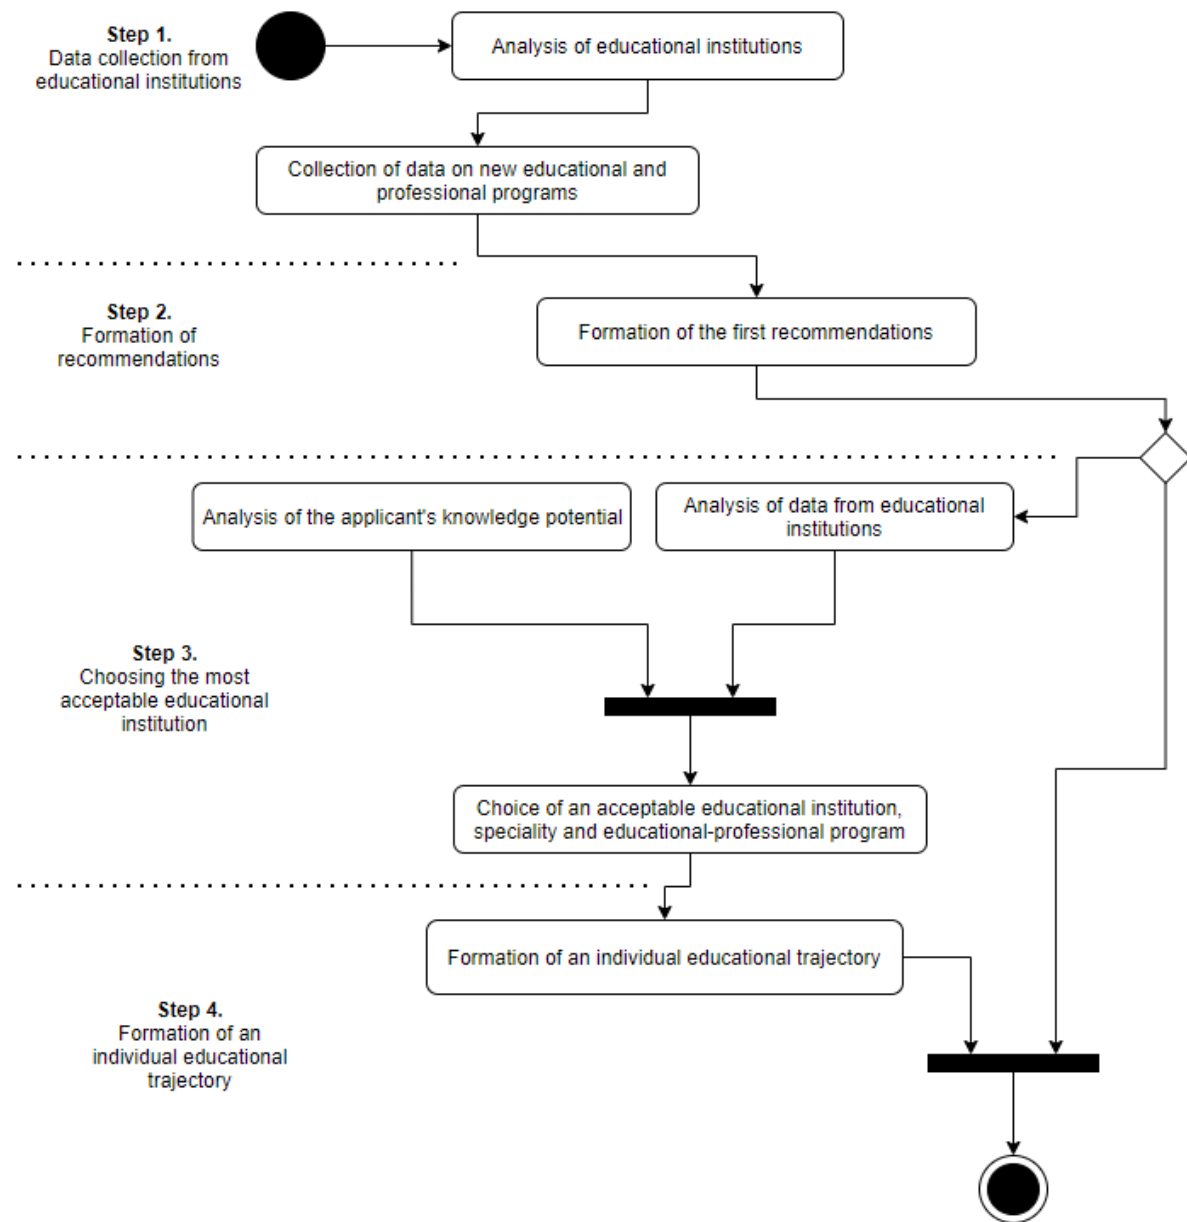 Step 1.
Data collection from
educational institutions
Analysis of educational institutions
Collection of data on new educational and
professional programs
Step 2.
Formation of
recommendations
Formation of the first recommendations
Analysis of the applicant's knowledge potential
Analysis of data from educational
institutions
Step 3.
Choosing the most
acceptable educational
institution
Choice of an acceptable educational institution,
speciality and educational-professional program
Formation of an individual educational trajectory
Step 4.
Formation of an
individual educational
trajectory